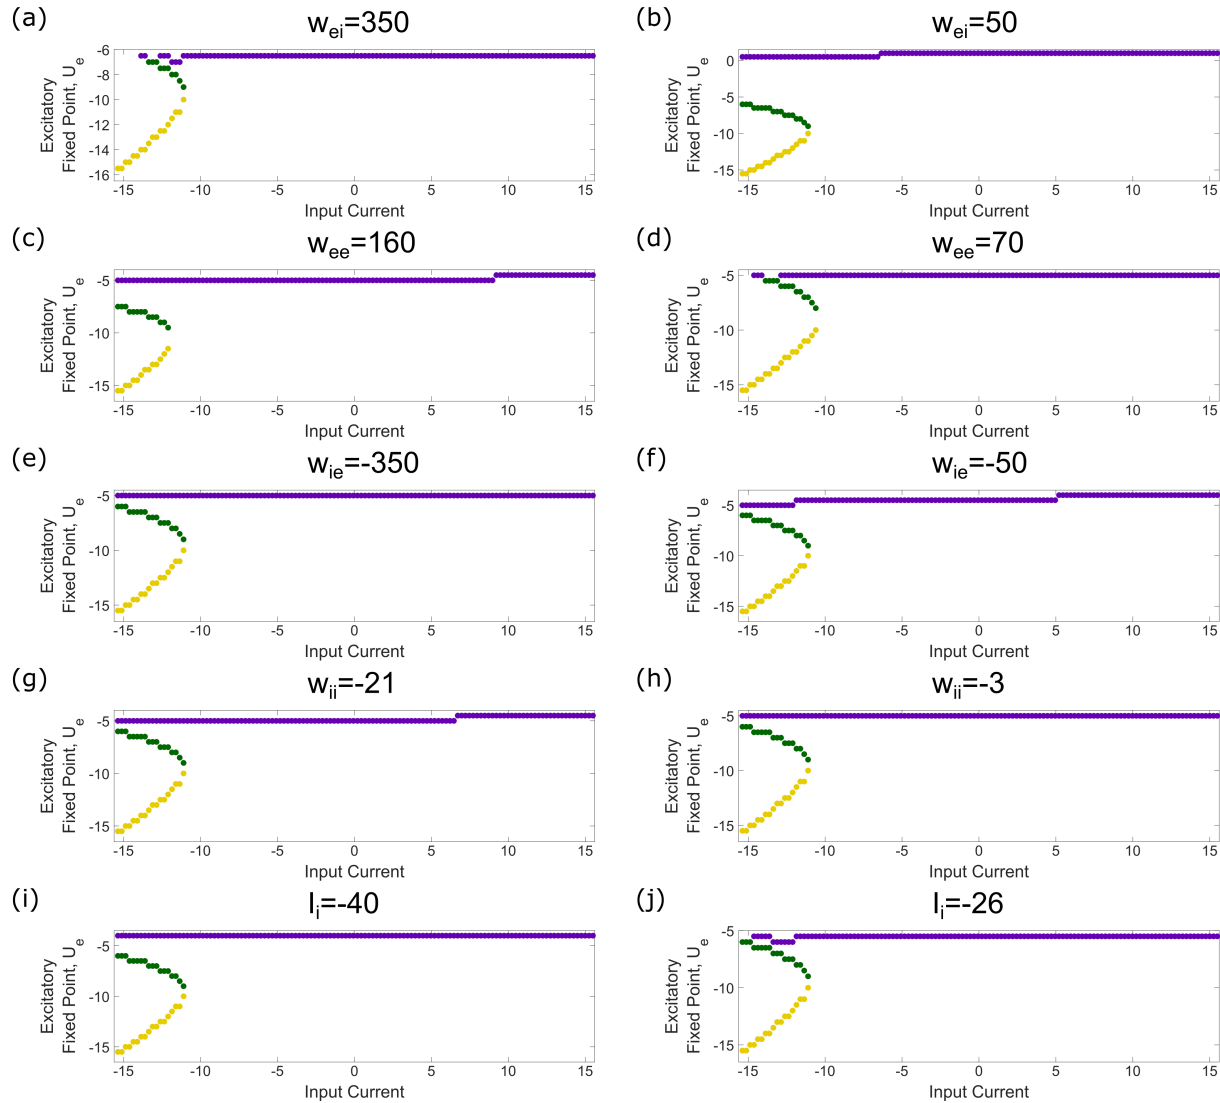 (a)
w_ei=350
Excitatory
Fixed Point, U_e
-6
-8
-10
-12
-14
-16
-15 -10 -5 0 5 10 15
Input Current
(b)
w_ei=50
Excitatory
Fixed Point, U_e
0
-5
-10
-15
-15 -10 -5 0 5 10 15
Input Current
(c)
w_ee=160
Excitatory
Fixed Point, U_e
-5
-10
-15
-15 -10 -5 0 5 10 15
Input Current
(d)
w_ee=70
Excitatory
Fixed Point, U_e
-5
-10
-15
-15 -10 -5 0 5 10 15
Input Current
(e)
w_ie=-350
Excitatory
Fixed Point, U_e
-5
-10
-15
-15 -10 -5 0 5 10 15
Input Current
(f)
w_ie=-50
Excitatory
Fixed Point, U_e
-5
-10
-15
-15 -10 -5 0 5 10 15
Input Current
(g)
w_ii=-21
Excitatory
Fixed Point, U_e
-5
-10
-15
-15 -10 -5 0 5 10 15
Input Current
(h)
w_ii=-3
Excitatory
Fixed Point, U_e
-5
-10
-15
-15 -10 -5 0 5 10 15
Input Current
(i)
I_i=-40
Excitatory
Fixed Point, U_e
-5
-10
-15
-15 -10 -5 0 5 10 15
Input Current
(j)
I_i=-26
Excitatory
Fixed Point, U_e
-5
-10
-15
-15 -10 -5 0 5 10 15
Input Current